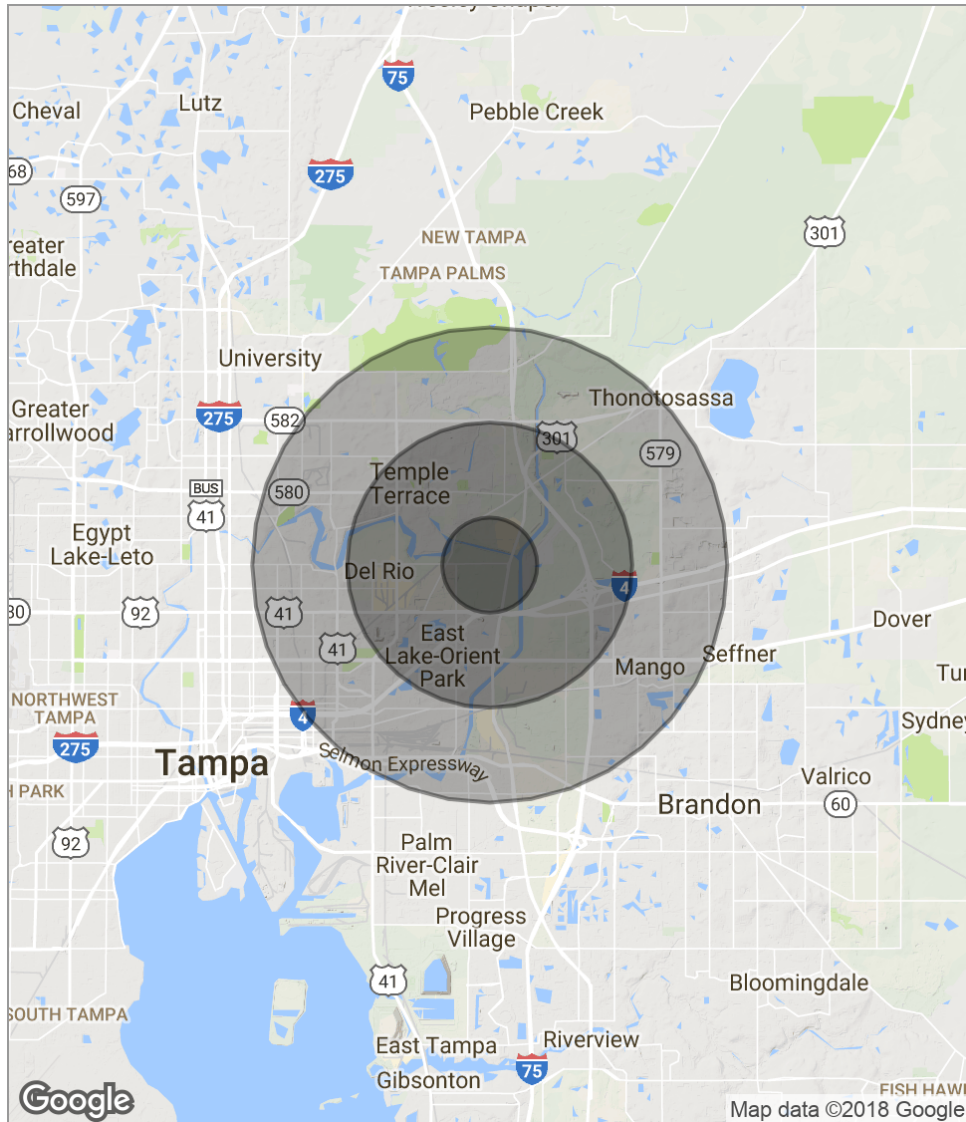 75
Cheval
Lutz
Pebble Creek
68
275
597
301
NEW TAMPA
reater
rthdale
TAMPA PALMS
University
Thonotosassa
Greater
arrollwood
275
582
301
579
Temple
Terrace
BUS
41
580
Egypt
Lake-Leto
Del Rio
4
30
92
41
Dover
East
Lake-Orient
Park
41
Mango
Seffner
Tur
NORTHWEST
TAMPA
4
Sydney
275
Tampa
Selmon Expressway
H PARK
Valrico
60
Brandon
92
Palm
River-Clair
Mel
Progress
Village
41
Bloomingdale
SOUTH TAMPA
East Tampa
Riverview
75
Gibsonton
FISH HAW
Google
Map data ©2018 Google